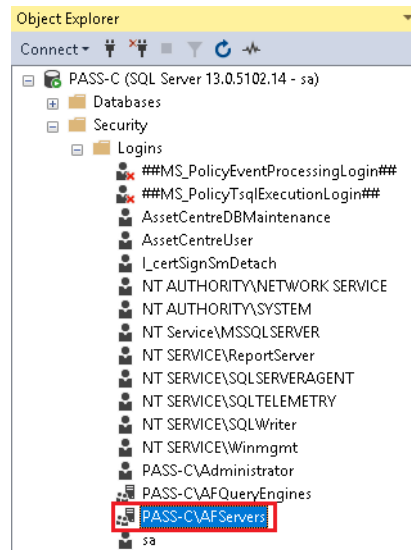 Object Explorer
Connect
PASS-C (SQL Server 13.0.5102.14 - sa)
Databases
Security
Logins
##MS_PolicyEventProcessingLogin##
##MS_PolicyTsqlExecutionLogin##
AssetCentreDBMaintenance
AssetCentreUser
l_certSignSmDetach
NT AUTHORITY\NETWORK SERVICE
NT AUTHORITY\SYSTEM
NT Service\MSSQLSERVER
NT SERVICE\ReportServer
NT SERVICE\SQLSERVERAGENT
NT SERVICE\SQLTELEMETRY
NT SERVICE\SQLWriter
NT SERVICE\Winmgmt
PASS-C\Administrator
PASS-C\AFQueryEngines
PASS-C\AFServers
sa